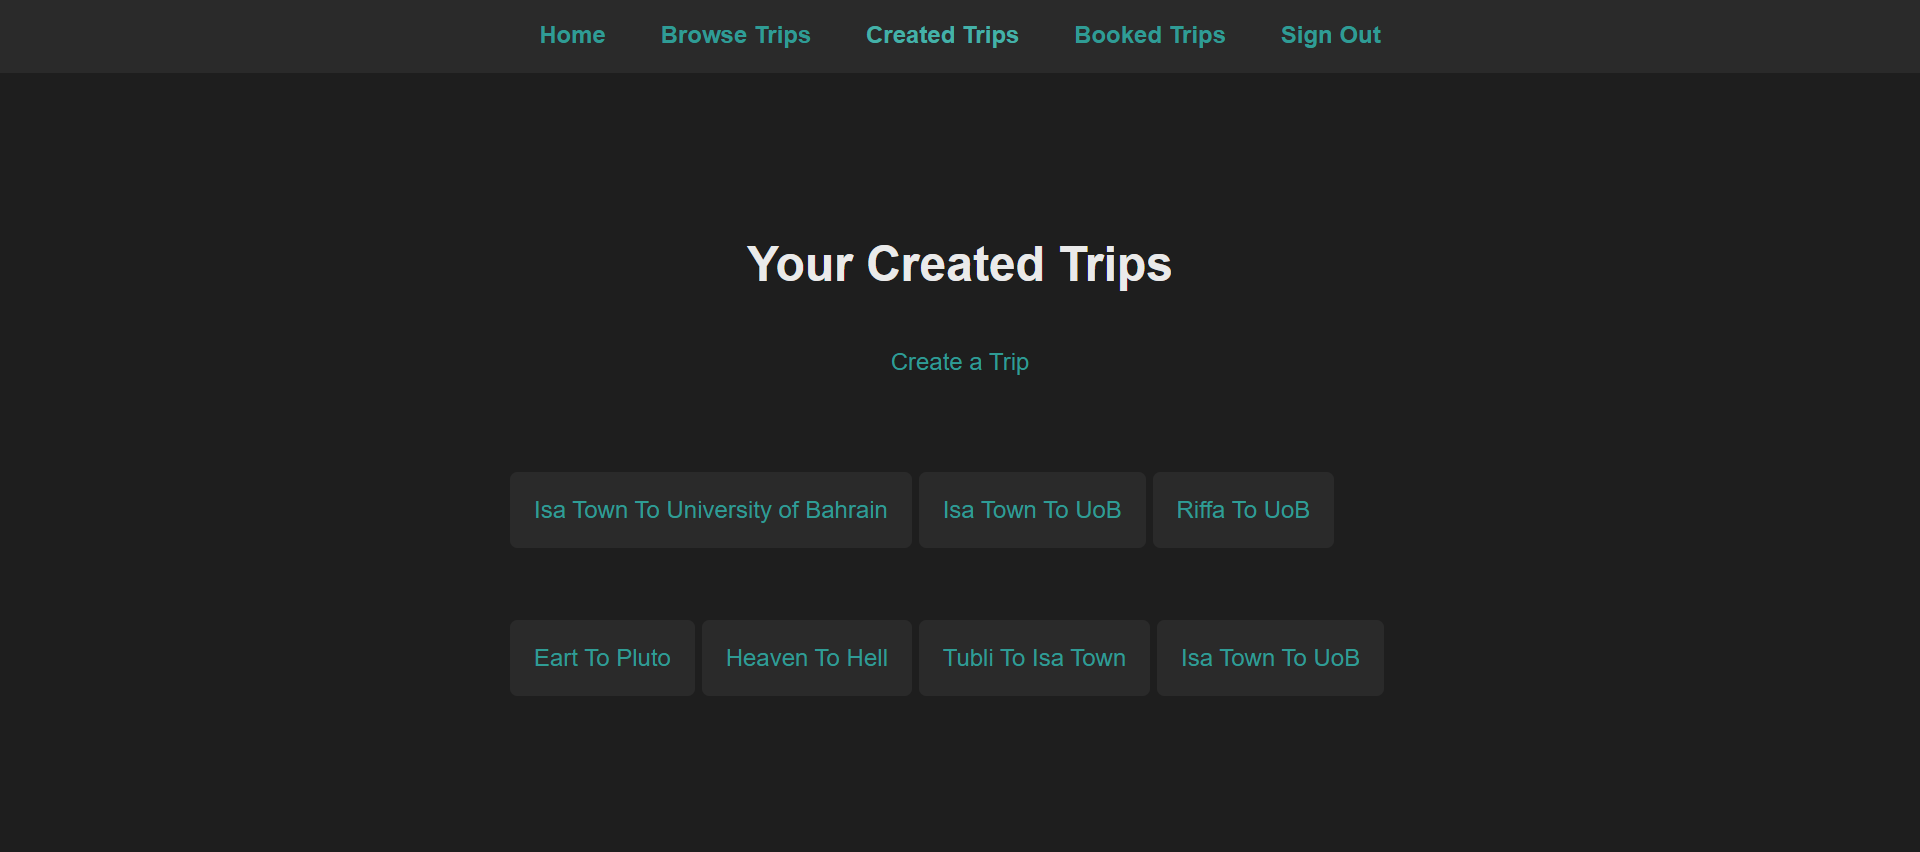 Home Browse Trips Created Trips Booked Trips Sign Out
Your Created Trips
Create a Trip
Isa Town To University of Bahrain Isa Town To UoB Riffa To UoB
Eart To Pluto Heaven To Hell Tubli To Isa Town Isa Town To UoB